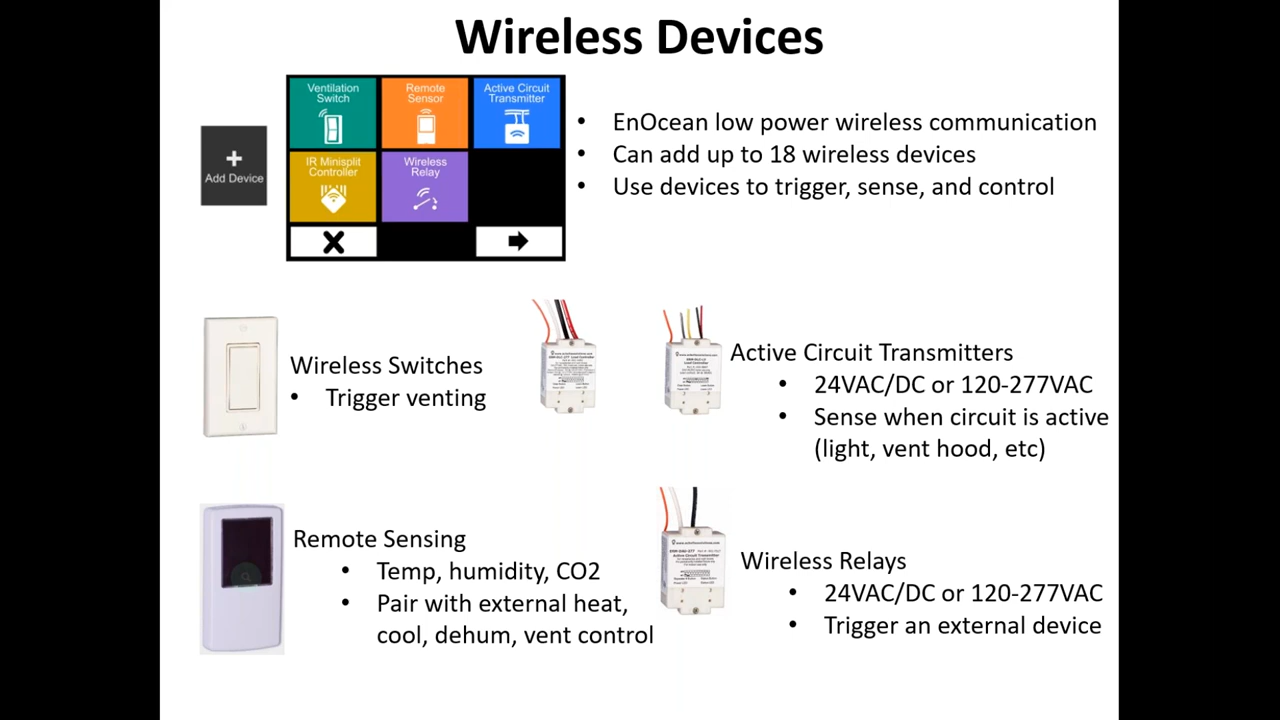 Wireless Devices
Ventilation Switch
Remote Sensor
Active Circuit Transmitter
IR Minisplit Controller
Wireless Relay
+
Add Device
• EnOcean low power wireless communication
• Can add up to 18 wireless devices
• Use devices to trigger, sense, and control
Wireless Switches
• Trigger venting
Active Circuit Transmitters
• 24VAC/DC or 120-277VAC
• Sense when circuit is active
(light, vent hood, etc)
Remote Sensing
• Temp, humidity, CO2
• Pair with external heat,
cool, dehum, vent control
Wireless Relays
• 24VAC/DC or 120-277VAC
• Trigger an external device